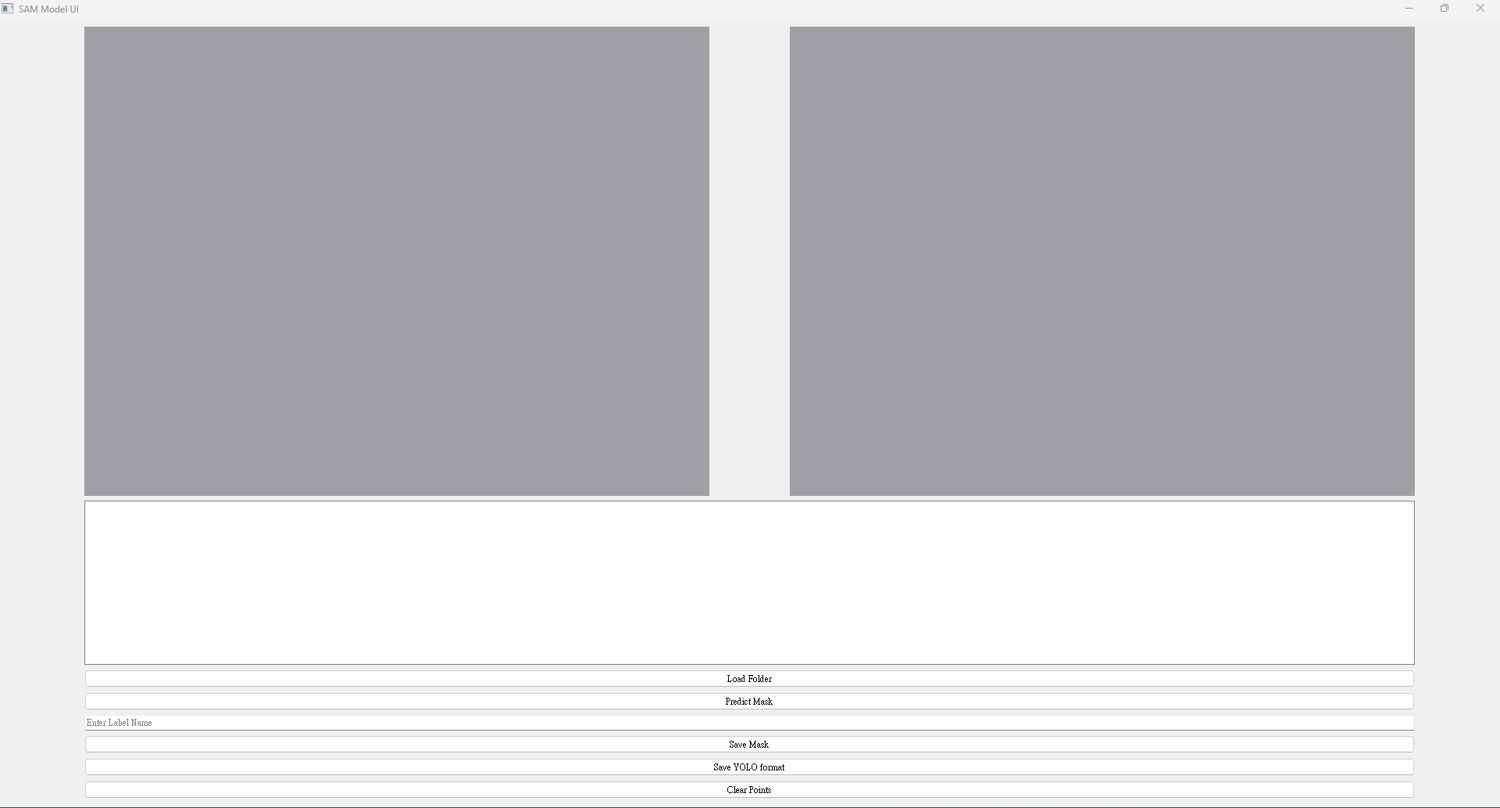 SAM Model UI
Load Folder
Predict Mask
Enter Label Name
Save Mask
Save YOLO format
Clear Points